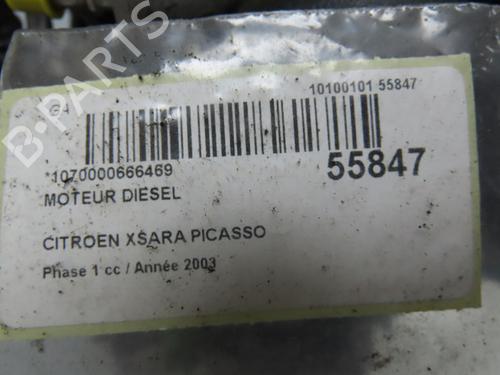 10100101 55847
*1070000666469
55847
MOTEUR DIESEL
CITROEN XSARA PICASSO
Phase 1 cc / Année 2003
B-PARTS